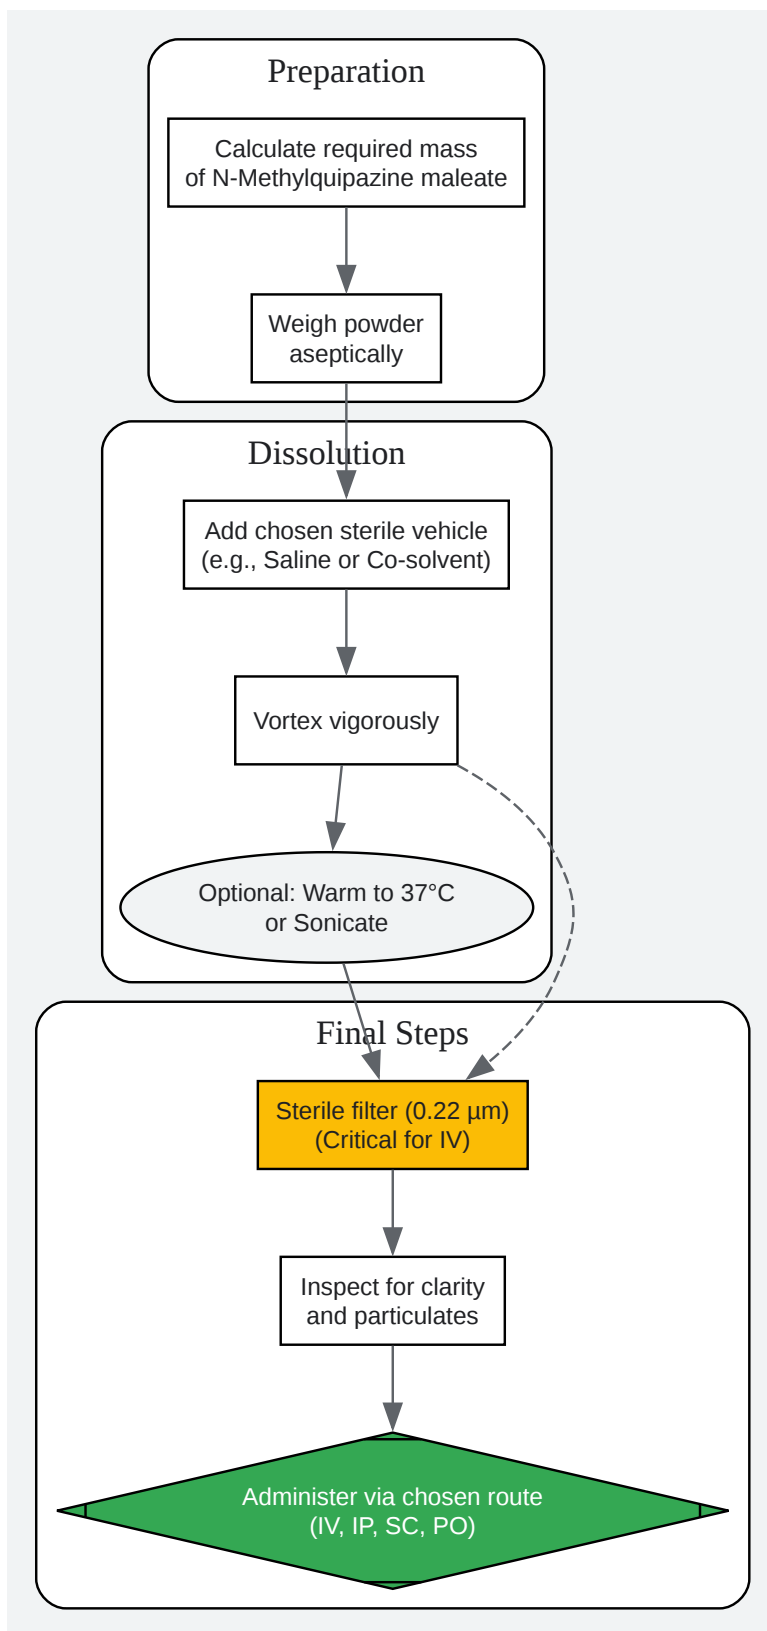 Preparation
Calculate required mass
of N-Methylquipazine maleate
Weigh powder
aseptically
Dissolution
Add chosen sterile vehicle
(e.g., Saline or Co-solvent)
Vortex vigorously
Optional: Warm to 37°C
or Sonicate
Final Steps
Sterile filter (0.22 µm)
(Critical for IV)
Inspect for clarity
and particulates
Administer via chosen route
(IV, IP, SC, PO)